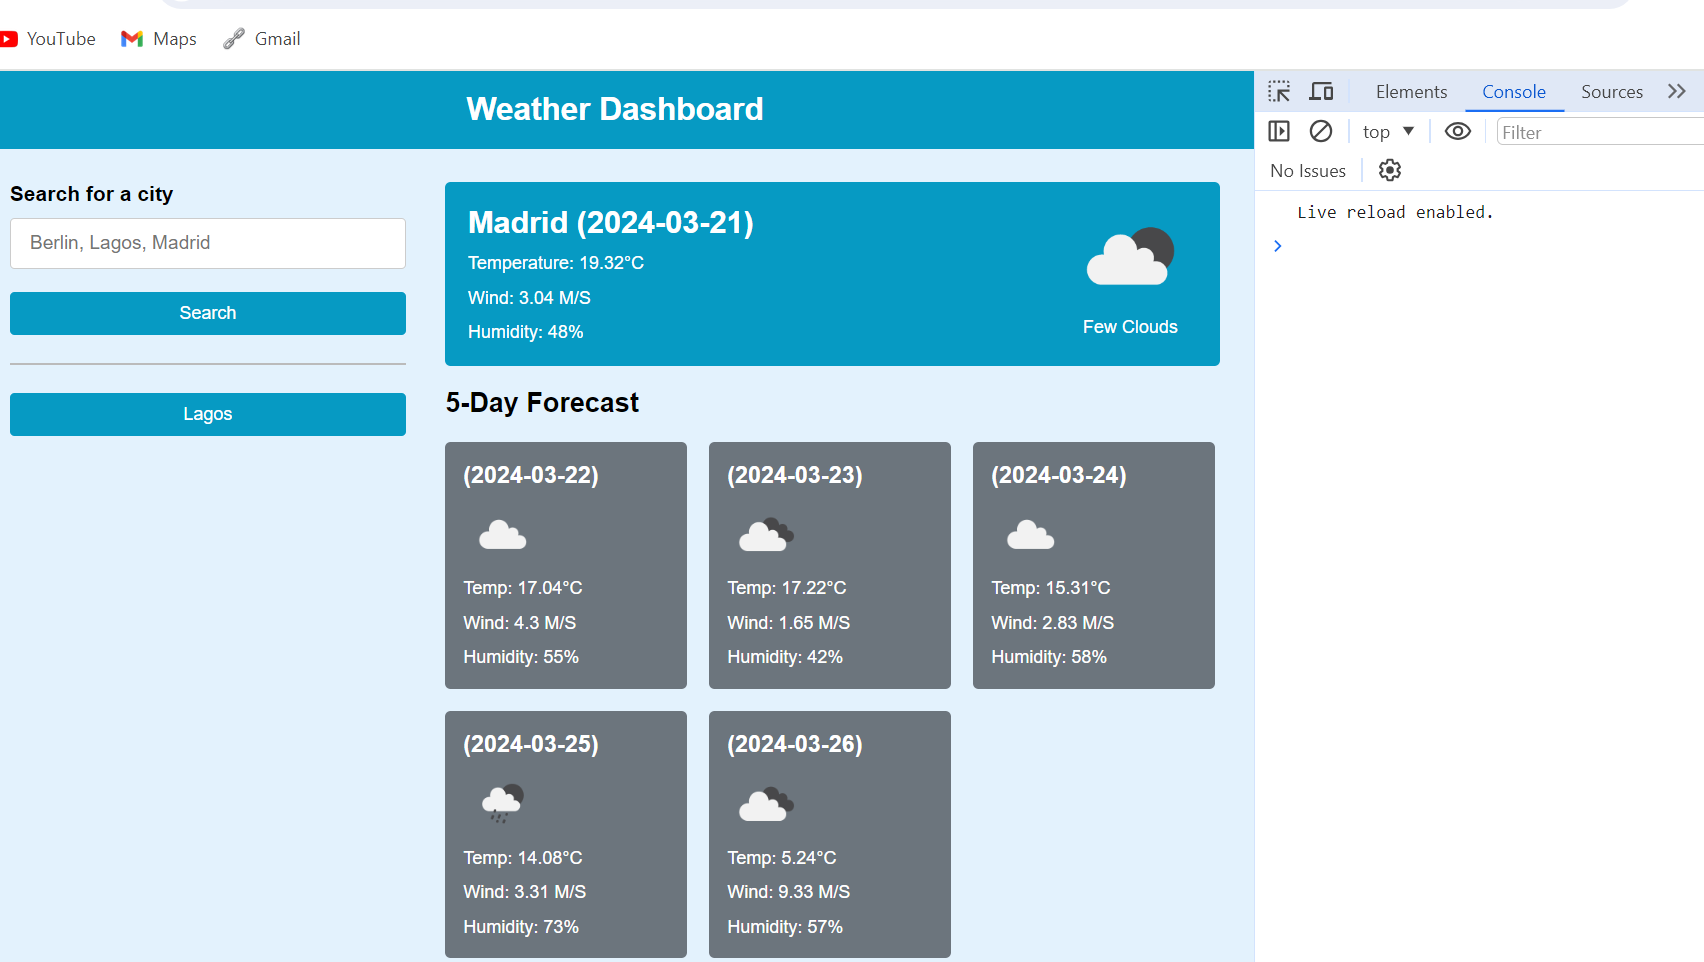 YouTube Maps Gmail
Weather Dashboard
Search for a city
Berlin, Lagos, Madrid
Search
Lagos
Madrid (2024-03-21)
Temperature: 19.32°C
Wind: 3.04 M/S
Humidity: 48%
Few Clouds
5-Day Forecast
(2024-03-22)
Temp: 17.04°C
Wind: 4.3 M/S
Humidity: 55%
(2024-03-23)
Temp: 17.22°C
Wind: 1.65 M/S
Humidity: 42%
(2024-03-24)
Temp: 15.31°C
Wind: 2.83 M/S
Humidity: 58%
(2024-03-25)
Temp: 14.08°C
Wind: 3.31 M/S
Humidity: 73%
(2024-03-26)
Temp: 5.24°C
Wind: 9.33 M/S
Humidity: 57%
Elements Console Sources
top Filter
No Issues
Live reload enabled.